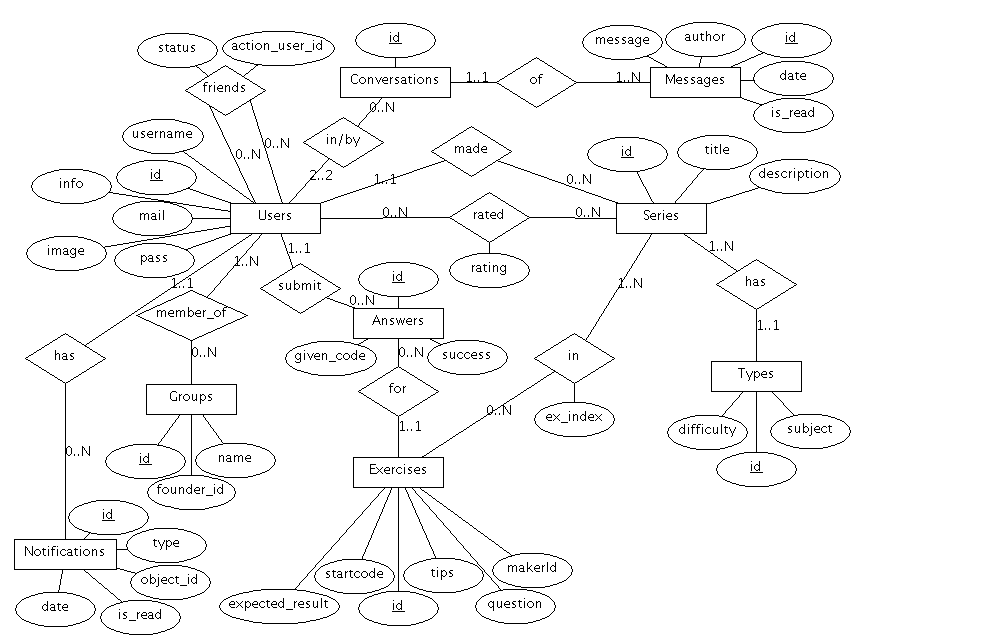 id
status
action_user_id
message
author
id
friends
Conversations
1..1
of
1..N
Messages
date
is_read
0..N
username
0..N
0..N
in/by
made
id
title
info
id
2..2
1..1
0..N
description
mail
Users
0..N
rated
0..N
Series
image
pass
1..N
1..1
rating
1..N
1..1
submit
id
has
member_of
0..N
Answers
1..N
1..1
has
0..N
given_code
0..N
success
in
for
Types
Groups
0..N
ex_index
1..1
difficulty
subject
0..N
id
name
Exercises
id
founder_id
id
Notifications
type
object_id
startcode
tips
makerId
date
is_read
expected_result
id
question